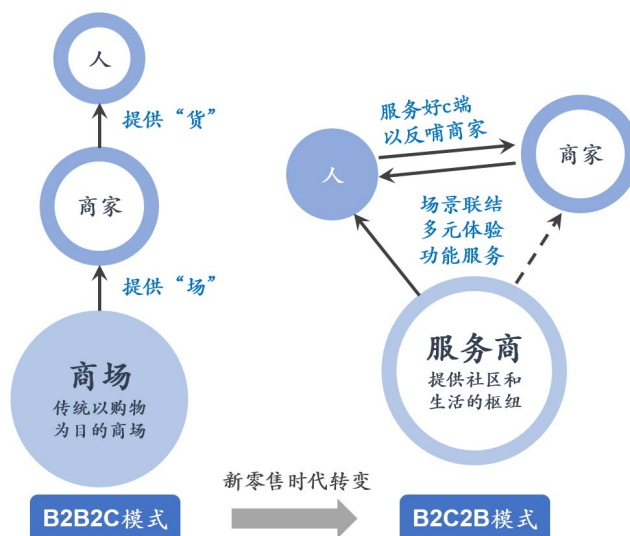 人
提供“货”
商家
提供“场”
商场
传统以购物
为目的商场
B2B2C模式
新零售时代转变
服务好c端
以反哺商家
人
商家
场景联结
多元体验
功能服务
服务商
提供社区和
生活的枢纽
B2C2B模式